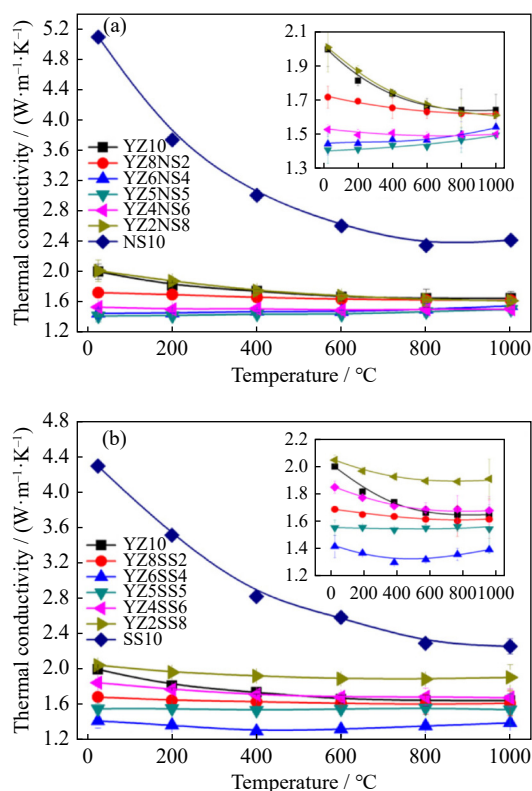 (a)
Thermal conductivity / (W·m⁻¹·K⁻¹)
5.2
4.8
4.4
4.0
3.6
3.2
2.8
2.4
2.0
1.6
1.2
YZ10
YZ8NS2
YZ6NS4
YZ5NS5
YZ4NS6
YZ2NS8
NS10
2.1
1.9
1.7
1.5
1.3
0 200 400 600 800 1000
0 200 400 600 800 1000
Temperature / °C
(b)
Thermal conductivity / (W·m⁻¹·K⁻¹)
4.8
4.4
4.0
3.6
3.2
2.8
2.4
2.0
1.6
1.2
YZ10
YZ8SS2
YZ6SS4
YZ5SS5
YZ4SS6
YZ2SS8
SS10
2.2
2.0
1.8
1.6
1.4
1.2
0 200 400 600 800 1000
0 200 400 600 800 1000
Temperature / °C